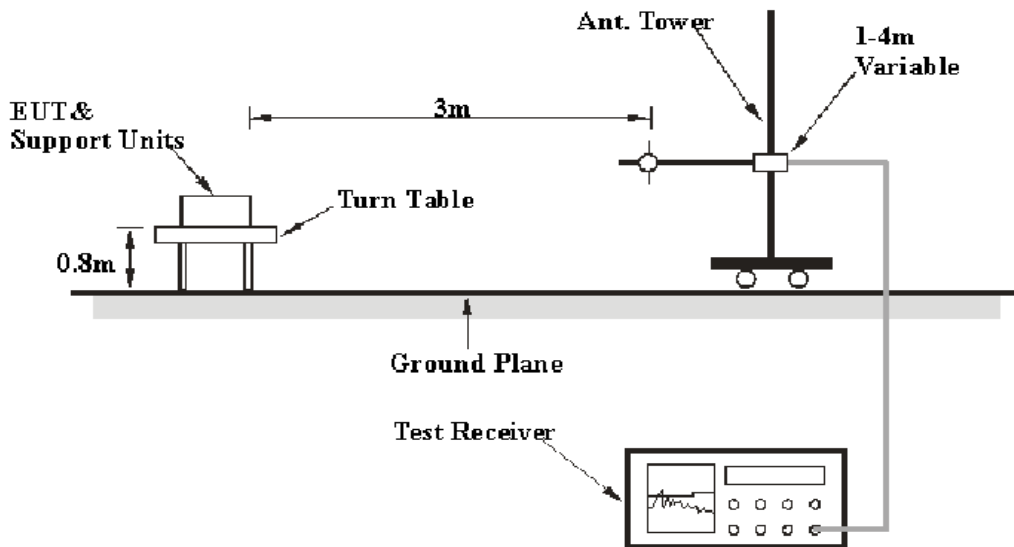 Ant. Tower
1-4m
Variable
3m
EUT&
Support Units
Turn Table
0.8m
Ground Plane
Test Receiver